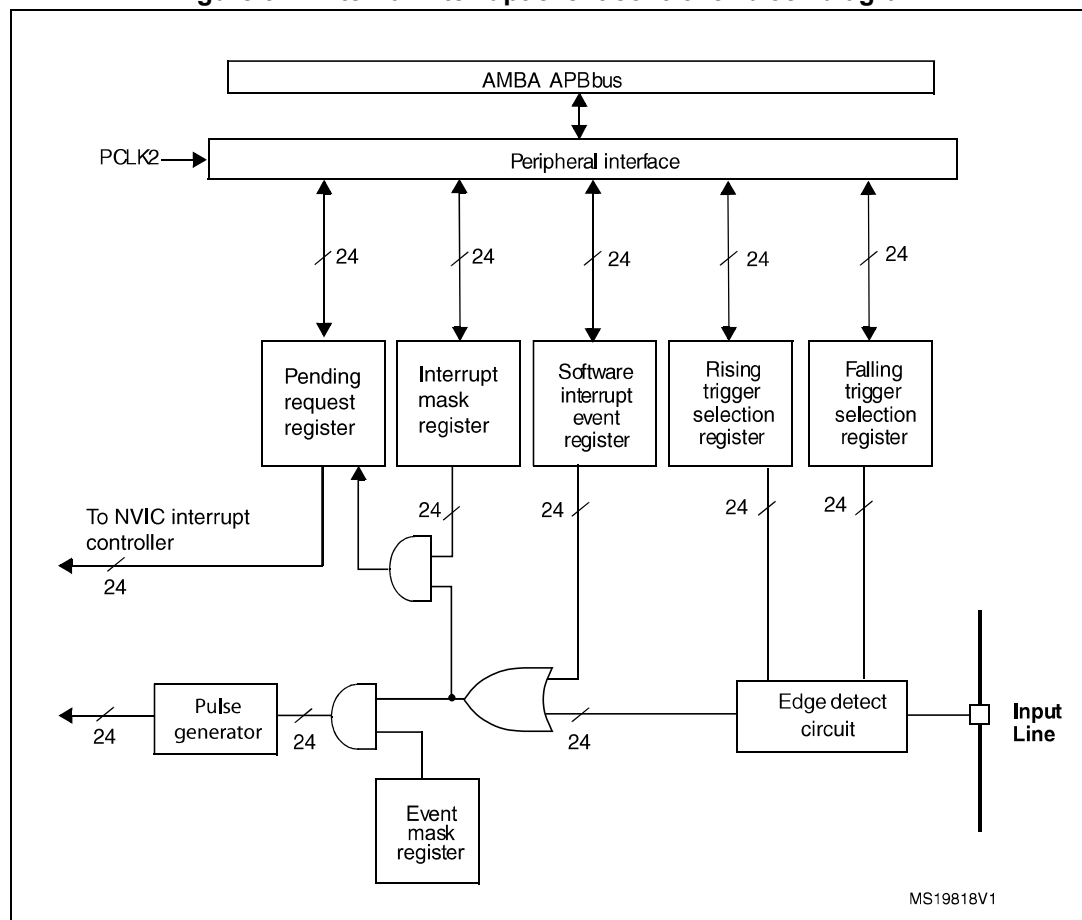 AMBA APB bus
PCLK2
Peripheral interface
24
24
24
24
24
Pending
request
register
Interrupt
mask
register
Software
interrupt
event
register
Rising
trigger
selection
register
Falling
trigger
selection
register
24
24
24
24
To NVIC interrupt
controller
24
Pulse
generator
Edge detect
circuit
Input
Line
24
24
24
Event
mask
register
MS19818V1